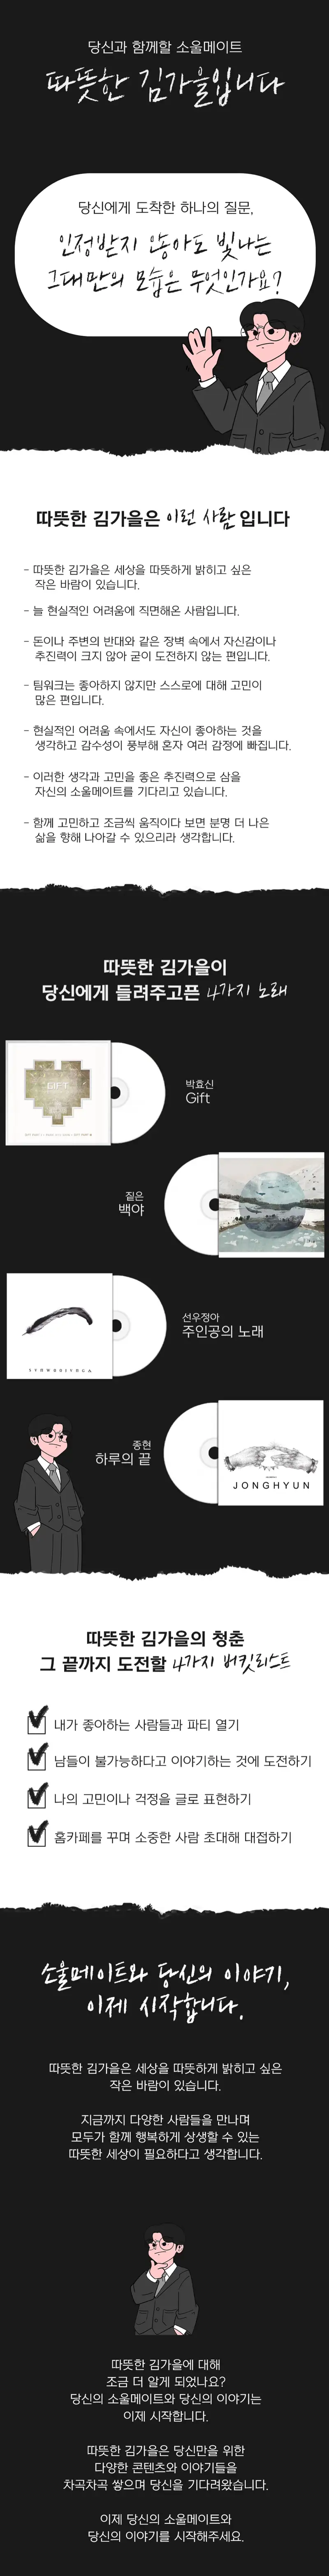 당신과 함께할 소울메이트
따뜻한 김가을입니다
당신에게 도착한 하나의 질문,
인정받지 않아도 빛나는
그대만의 모습은 무엇인가요?
따뜻한 김가을은 이런 사람 입니다
- 따뜻한 김가을은 세상을 따뜻하게 밝히고 싶은
작은 바람이 있습니다.
- 늘 현실적인 어려움에 직면해온 사람입니다.
- 돈이나 주변의 반대와 같은 장벽 속에서 자신감이나
추진력이 크지 않아 굳이 도전하지 않는 편입니다.
- 팀워크는 좋아하지 않지만 스스로에 대해 고민이
많은 편입니다.
- 현실적인 어려움 속에서도 자신이 좋아하는 것을
생각하고 감수성이 풍부해 혼자 여러 감정에 빠집니다.
- 이러한 생각과 고민을 좋은 추진력으로 삼을
자신의 소울메이트를 기다리고 있습니다.
- 함께 고민하고 조금씩 움직이다 보면 분명 더 나은
삶을 향해 나아갈 수 있으리라 생각합니다.
따뜻한 김가을이
당신에게 들려주고픈 4가지 노래
GIFT
박효신
Gift
짙은
백야
선우정아
주인공의 노래
종현
하루의 끝
JONGHYUN
따뜻한 김가을의 청춘
그 끝까지 도전할 4가지 버킷리스트
내가 좋아하는 사람들과 파티 열기
남들이 불가능하다고 이야기하는 것에 도전하기
나의 고민이나 걱정을 글로 표현하기
홈카페를 꾸며 소중한 사람 초대해 대접하기
소울메이트와 당신의 이야기,
이제 시작합니다.
따뜻한 김가을은 세상을 따뜻하게 밝히고 싶은
작은 바람이 있습니다.
지금까지 다양한 사람들을 만나며
모두가 함께 행복하게 상생할 수 있는
따뜻한 세상이 필요하다고 생각합니다.
따뜻한 김가을에 대해
조금 더 알게 되었나요?
당신의 소울메이트와 당신의 이야기는
이제 시작합니다.
따뜻한 김가을은 당신만을 위한
다양한 콘텐츠와 이야기들을
차곡차곡 쌓으며 당신을 기다려왔습니다.
이제 당신의 소울메이트와
당신의 이야기를 시작해주세요.